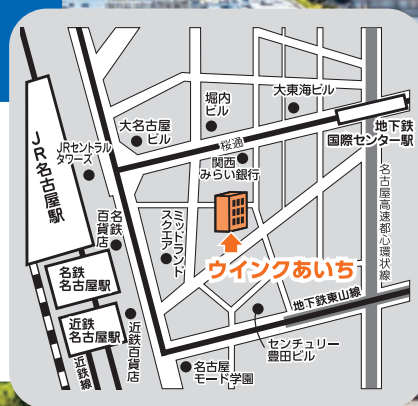 大東海ビル
堀内
ビル
地下鉄
国際センター駅
大名古屋
ビル
桜通
JRセントラル
タワーズ
関西
みらい銀行
JR名古屋駅
名古屋高速都心環状線
名鉄
百貨店
ミッドランド
スクエア
ウインクあいち
名鉄
名古屋駅
地下鉄東山線
近鉄
名古屋駅
近鉄百貨店
センチュリー
豊田ビル
近鉄線
名古屋
モード学園